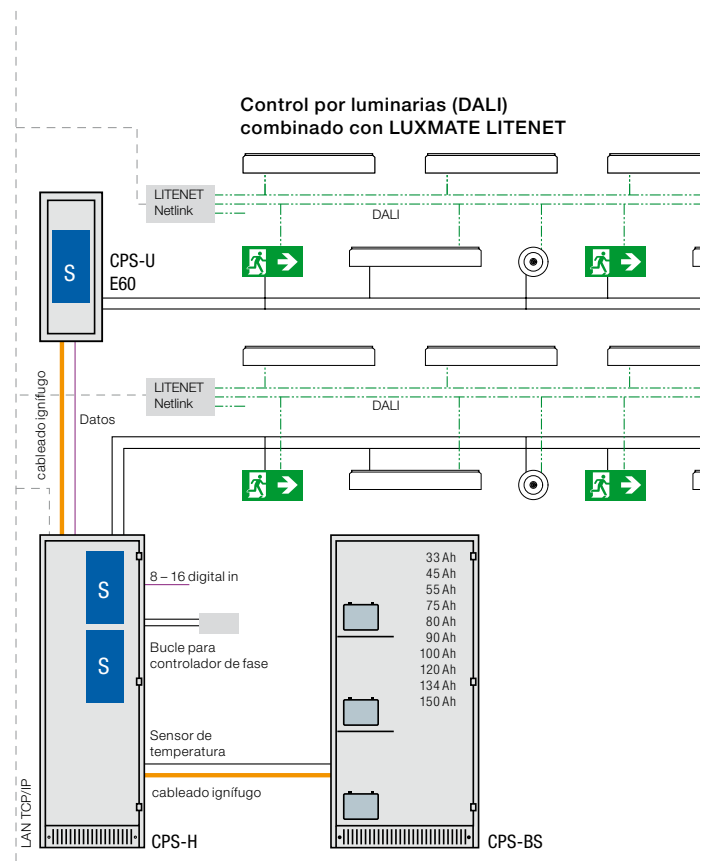 Control por luminarias (DALI)
combinado con LUXMATE LITENET
LITENET
Netlink
DALI
S
CPS-U
E60
LITENET
Netlink
DALI
cableado ignífugo
Datos
S
8 – 16 digital in
S
Bucle para
controlador de fase
Sensor de
temperatura
cableado ignífugo
LAN TCP/IP
CPS-H
33 Ah
45 Ah
55 Ah
75 Ah
80 Ah
90 Ah
100 Ah
120 Ah
134 Ah
150 Ah
CPS-BS